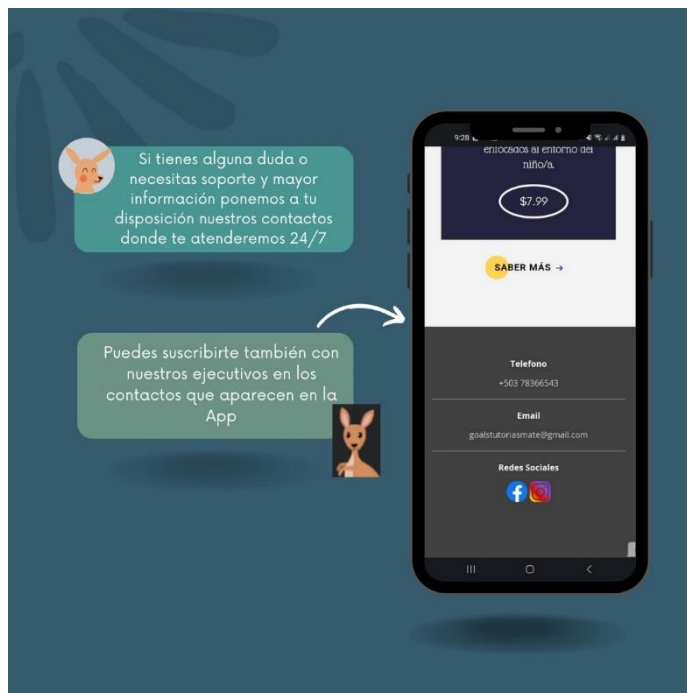 Si tienes alguna duda o
necesitas soporte y mayor
información ponemos a tu
disposición nuestros contactos
donde te atenderemos 24/7
Puedes suscribirte también con
nuestros ejecutivos en los
contactos que aparecen en la
App
9:28
enfocados al entorno del
niño/a.
$7.99
SABER MÁS →
Telefono
+503 78366543
Email
goalstutoriasmate@gmail.com
Redes Sociales